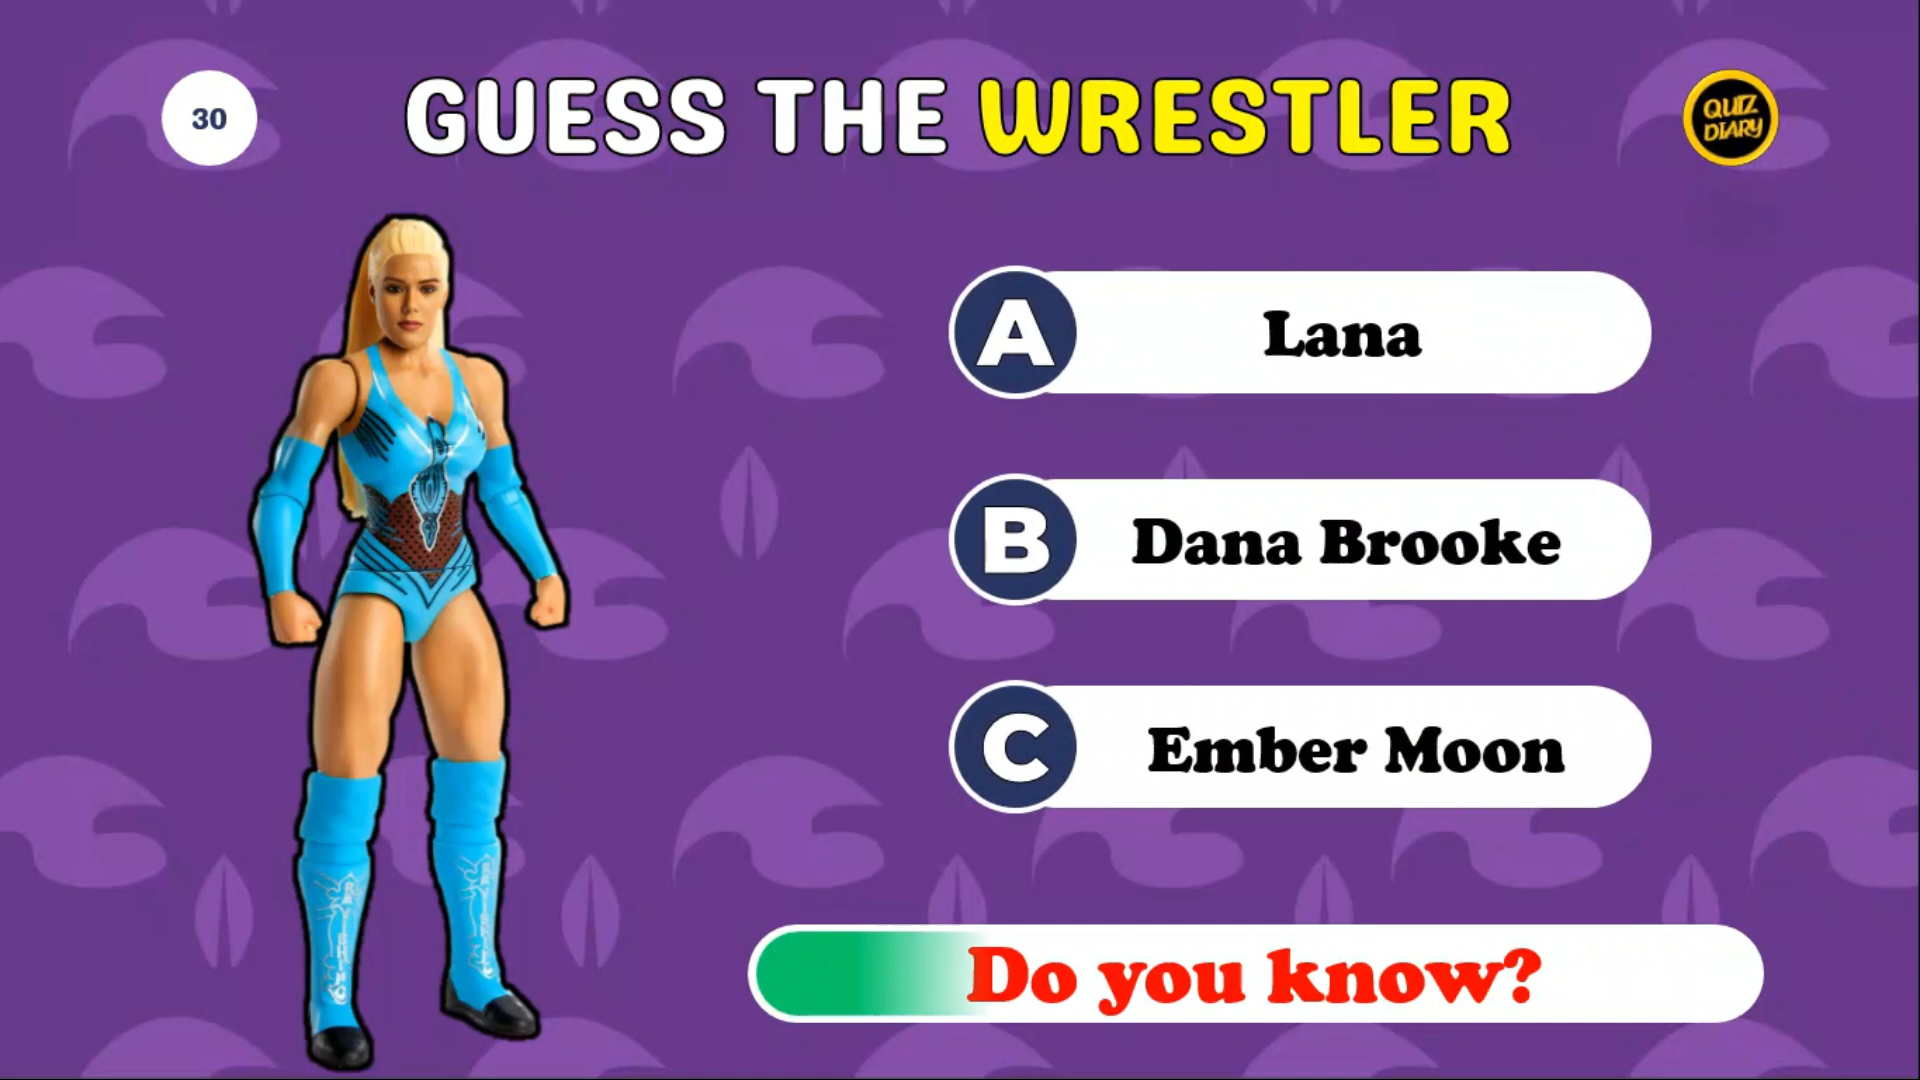 30
GUESS THE WRESTLER
QUIZ
DIARY
A Lana
B Dana Brooke
C Ember Moon
Do you know?